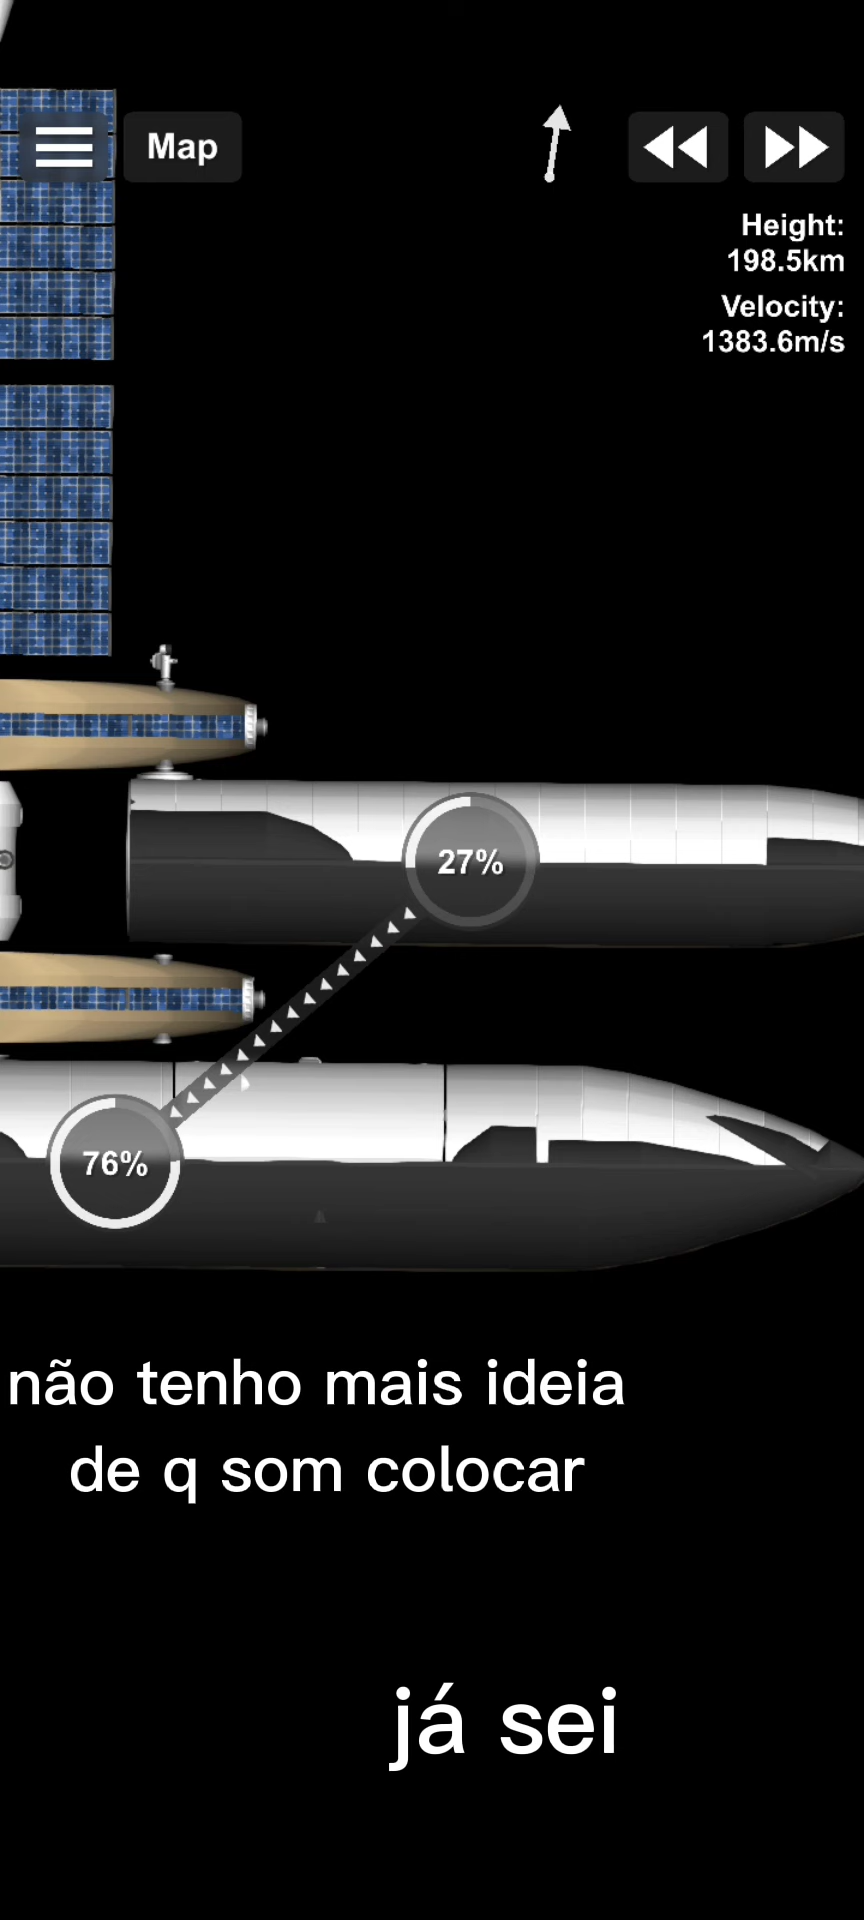 Map
Height:
198.5km
Velocity:
1383.6m/s
27%
76%
não tenho mais ideia
de q som colocar
já sei